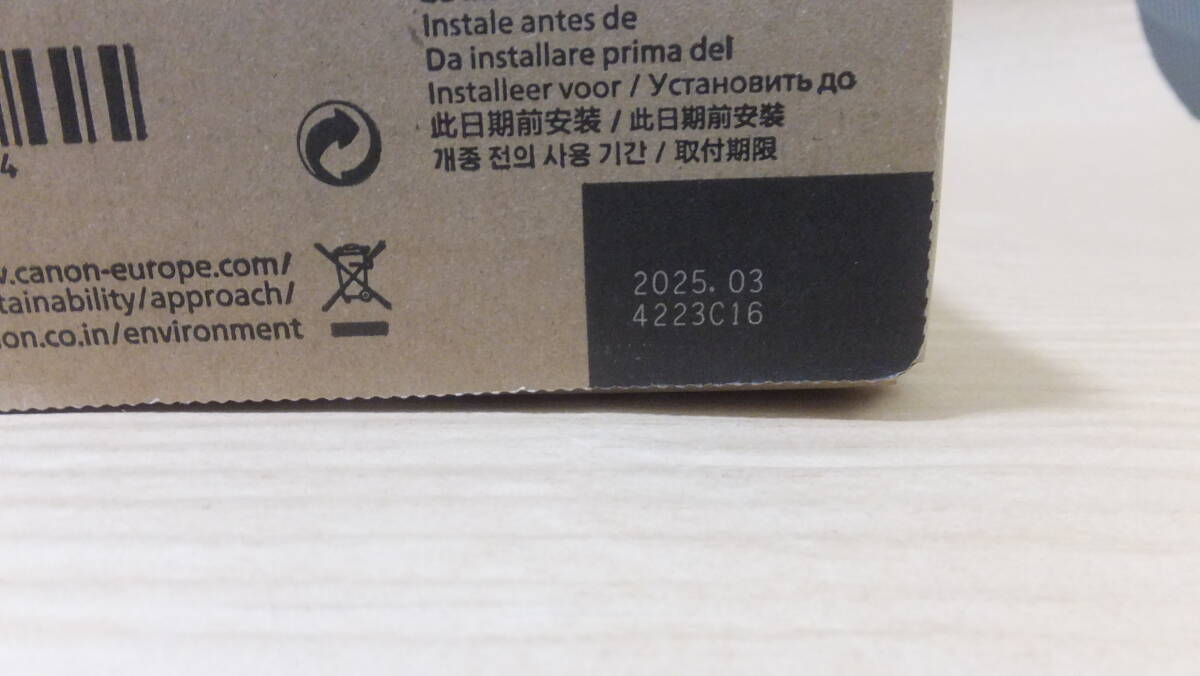 Instale antes de
Da installare prima del
Installeer voor / Установить до
此日期前安装 / 此日期前安裝
개종 전의 사용 기간 / 取付期限
4
.canon-europe.com/
tainability/approach/
on.co.in/environment
2025.03
4223C16